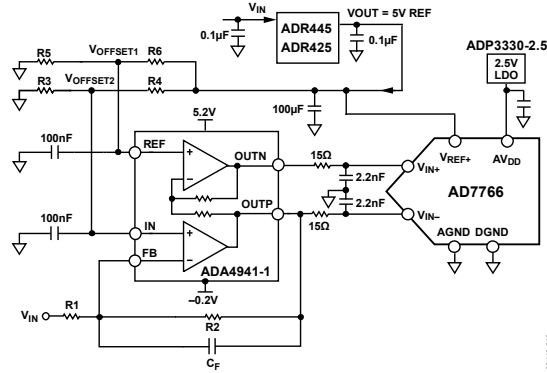 VIN
ADR445
ADR425
VOUT = 5V REF
0.1µF
0.1µF
ADP3330-2.5
2.5V
LDO
R5
VOFFSET1
R6
R3
VOFFSET2
R4
100µF
5.2V
100nF
REF
OUTN
15Ω
VREF+
AVDD
VIN+
2.2nF
2.2nF
AD7766
OUTP
15Ω
VIN–
AGND DGND
100nF
IN
FB
ADA4941-1
–0.2V
VIN
R1
R2
CF